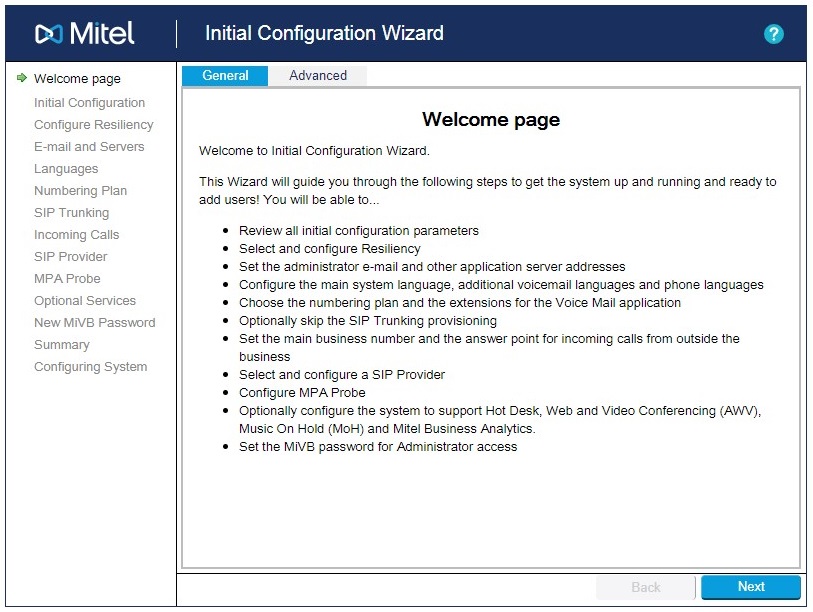 Mitel
Initial Configuration Wizard
?
Welcome page
Initial Configuration
Configure Resiliency
E-mail and Servers
Languages
Numbering Plan
SIP Trunking
Incoming Calls
SIP Provider
MPA Probe
Optional Services
New MiVB Password
Summary
Configuring System
General
Advanced
Welcome page
Welcome to Initial Configuration Wizard.
This Wizard will guide you through the following steps to get the system up and running and ready to
add users! You will be able to...
• Review all initial configuration parameters
• Select and configure Resiliency
• Set the administrator e-mail and other application server addresses
• Configure the main system language, additional voicemail languages and phone languages
• Choose the numbering plan and the extensions for the Voice Mail application
• Optionally skip the SIP Trunking provisioning
• Set the main business number and the answer point for incoming calls from outside the
business
• Select and configure a SIP Provider
• Configure MPA Probe
• Optionally configure the system to support Hot Desk, Web and Video Conferencing (AWV),
Music On Hold (MoH) and Mitel Business Analytics.
• Set the MiVB password for Administrator access
Back
Next